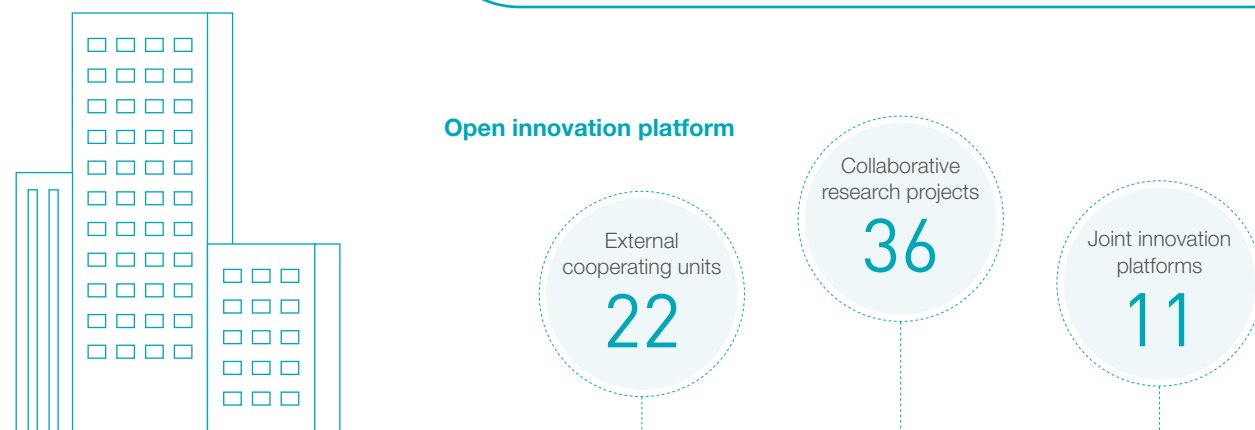 Open innovation platform
External
cooperating units
22
Collaborative
research projects
36
Joint innovation
platforms
11